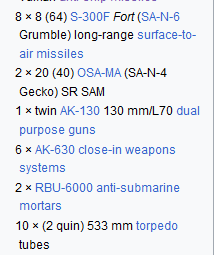 8 × 8 (64) S-300F Fort (SA-N-6
Grumble) long-range surface-to-
air missiles
2 × 20 (40) OSA-MA (SA-N-4
Gecko) SR SAM
1 × twin AK-130 130 mm/L70 dual
purpose guns
6 × AK-630 close-in weapons
systems
2 × RBU-6000 anti-submarine
mortars
10 × (2 quin) 533 mm torpedo
tubes